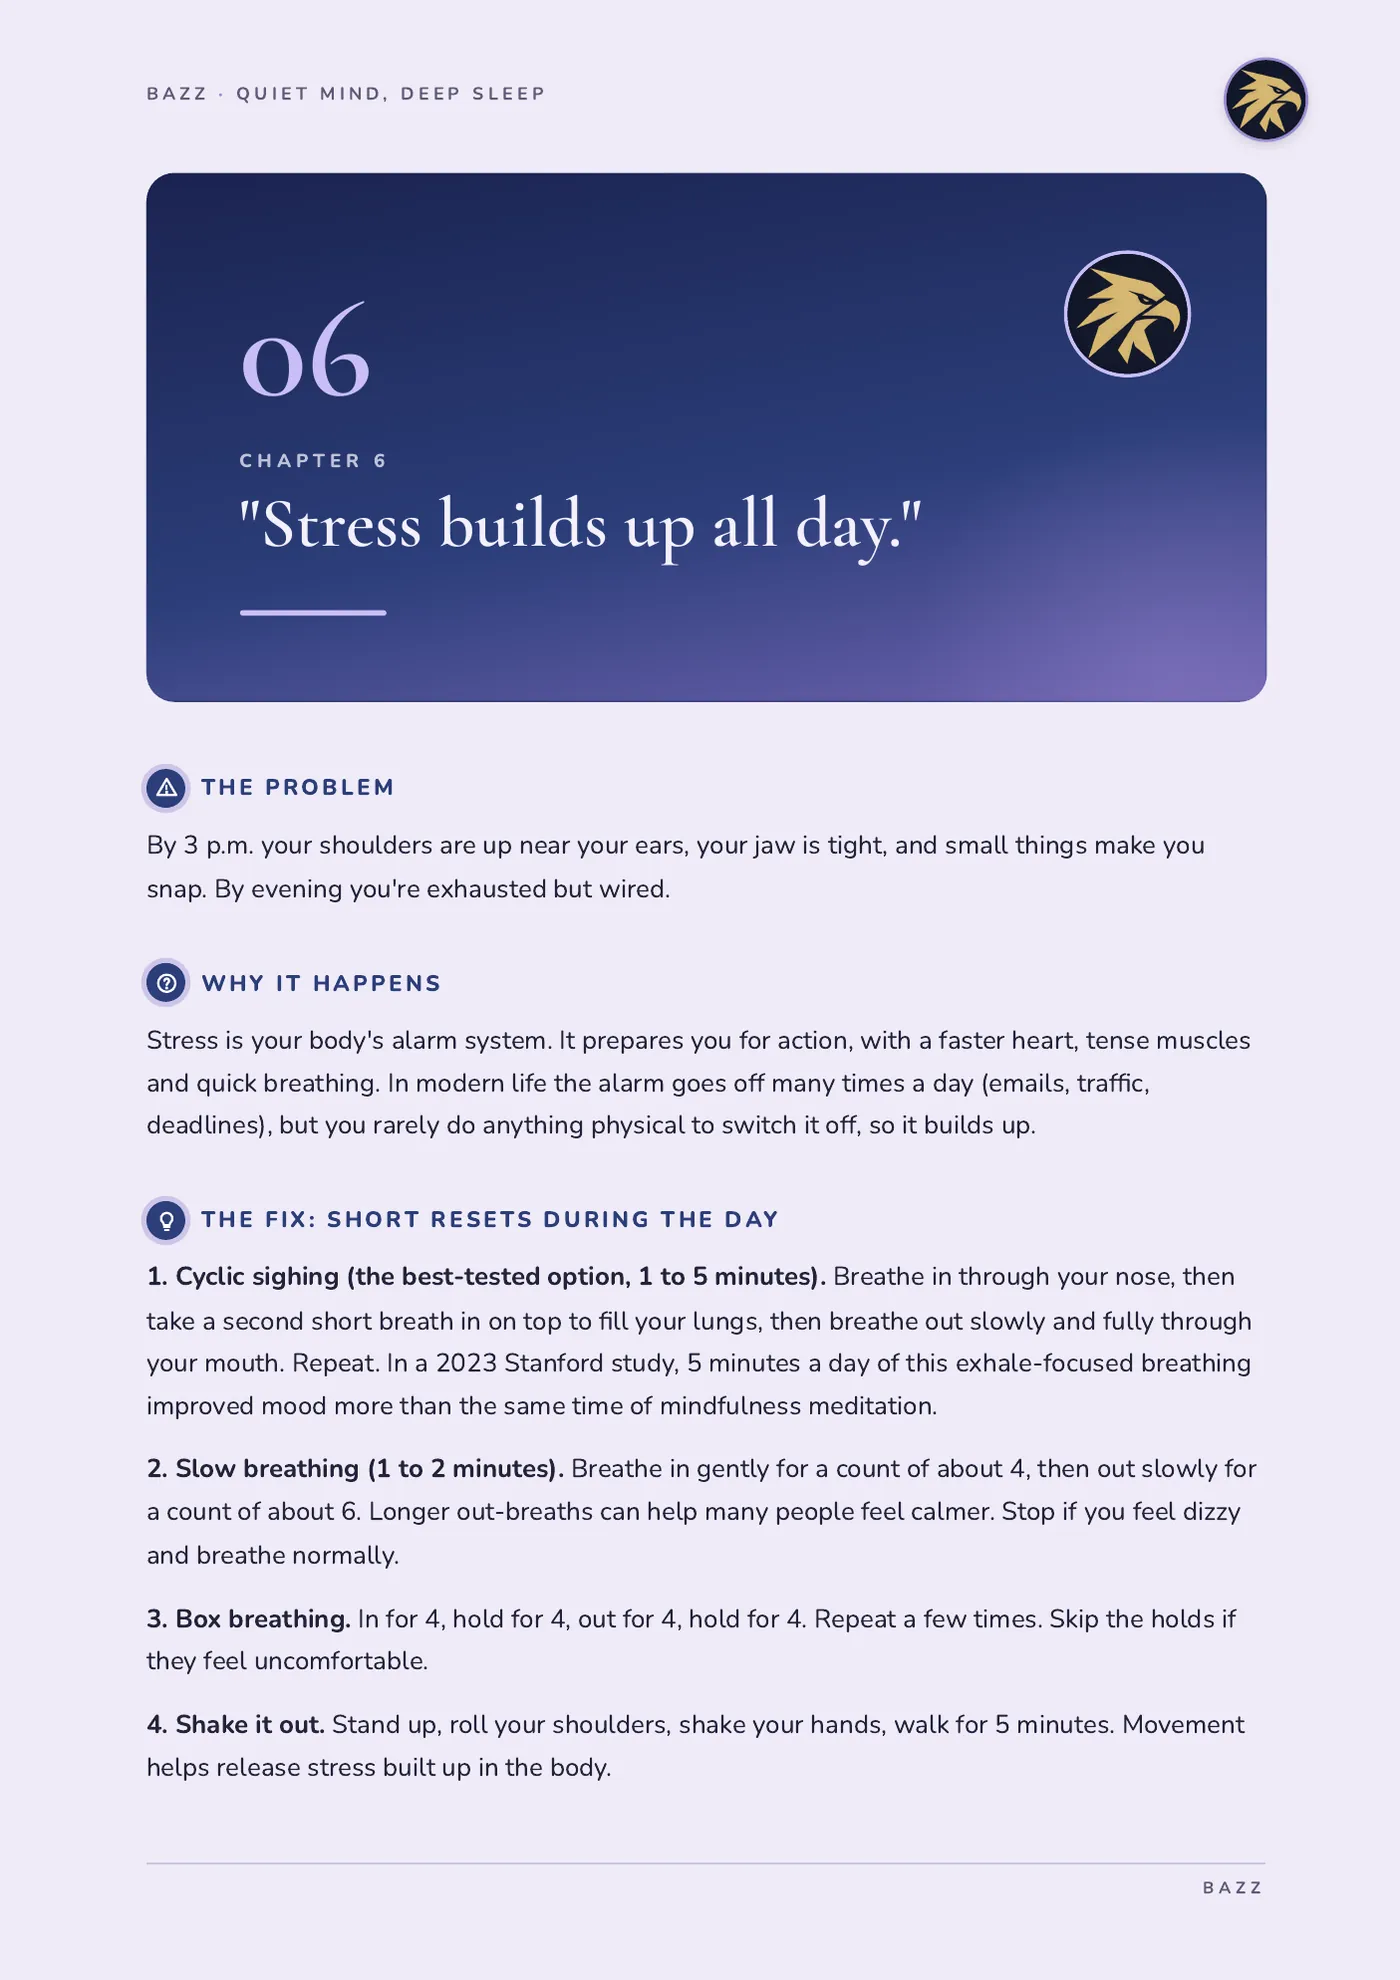 BAZZ · QUIET MIND, DEEP SLEEP
06
CHAPTER 6
"Stress builds up all day."
THE PROBLEM
By 3 p.m. your shoulders are up near your ears, your jaw is tight, and small things make you
snap. By evening you're exhausted but wired.
WHY IT HAPPENS
Stress is your body's alarm system. It prepares you for action, with a faster heart, tense muscles
and quick breathing. In modern life the alarm goes off many times a day (emails, traffic,
deadlines), but you rarely do anything physical to switch it off, so it builds up.
THE FIX: SHORT RESETS DURING THE DAY
1. Cyclic sighing (the best-tested option, 1 to 5 minutes). Breathe in through your nose, then
take a second short breath in on top to fill your lungs, then breathe out slowly and fully through
your mouth. Repeat. In a 2023 Stanford study, 5 minutes a day of this exhale-focused breathing
improved mood more than the same time of mindfulness meditation.
2. Slow breathing (1 to 2 minutes). Breathe in gently for a count of about 4, then out slowly for
a count of about 6. Longer out-breaths can help many people feel calmer. Stop if you feel dizzy
and breathe normally.
3. Box breathing. In for 4, hold for 4, out for 4, hold for 4. Repeat a few times. Skip the holds if
they feel uncomfortable.
4. Shake it out. Stand up, roll your shoulders, shake your hands, walk for 5 minutes. Movement
helps release stress built up in the body.
BAZZ